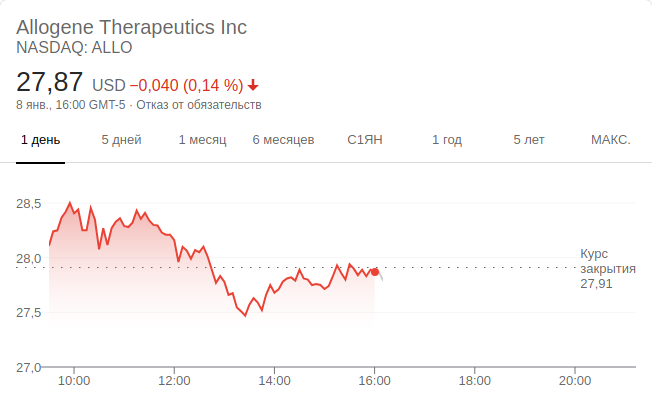 Allogene Therapeutics Inc
NASDAQ: ALLO
27,87 USD −0,040 (0,14 %)
8 янв., 16:00 GMT-5 · Отказ от обязательств
1 день 5 дней 1 месяц 6 месяцев С1ЯН 1 год 5 лет МАКС.
28,5
28,0
27,5
27,0
Курс
закрытия
27,91
10:00 12:00 14:00 16:00 18:00 20:00